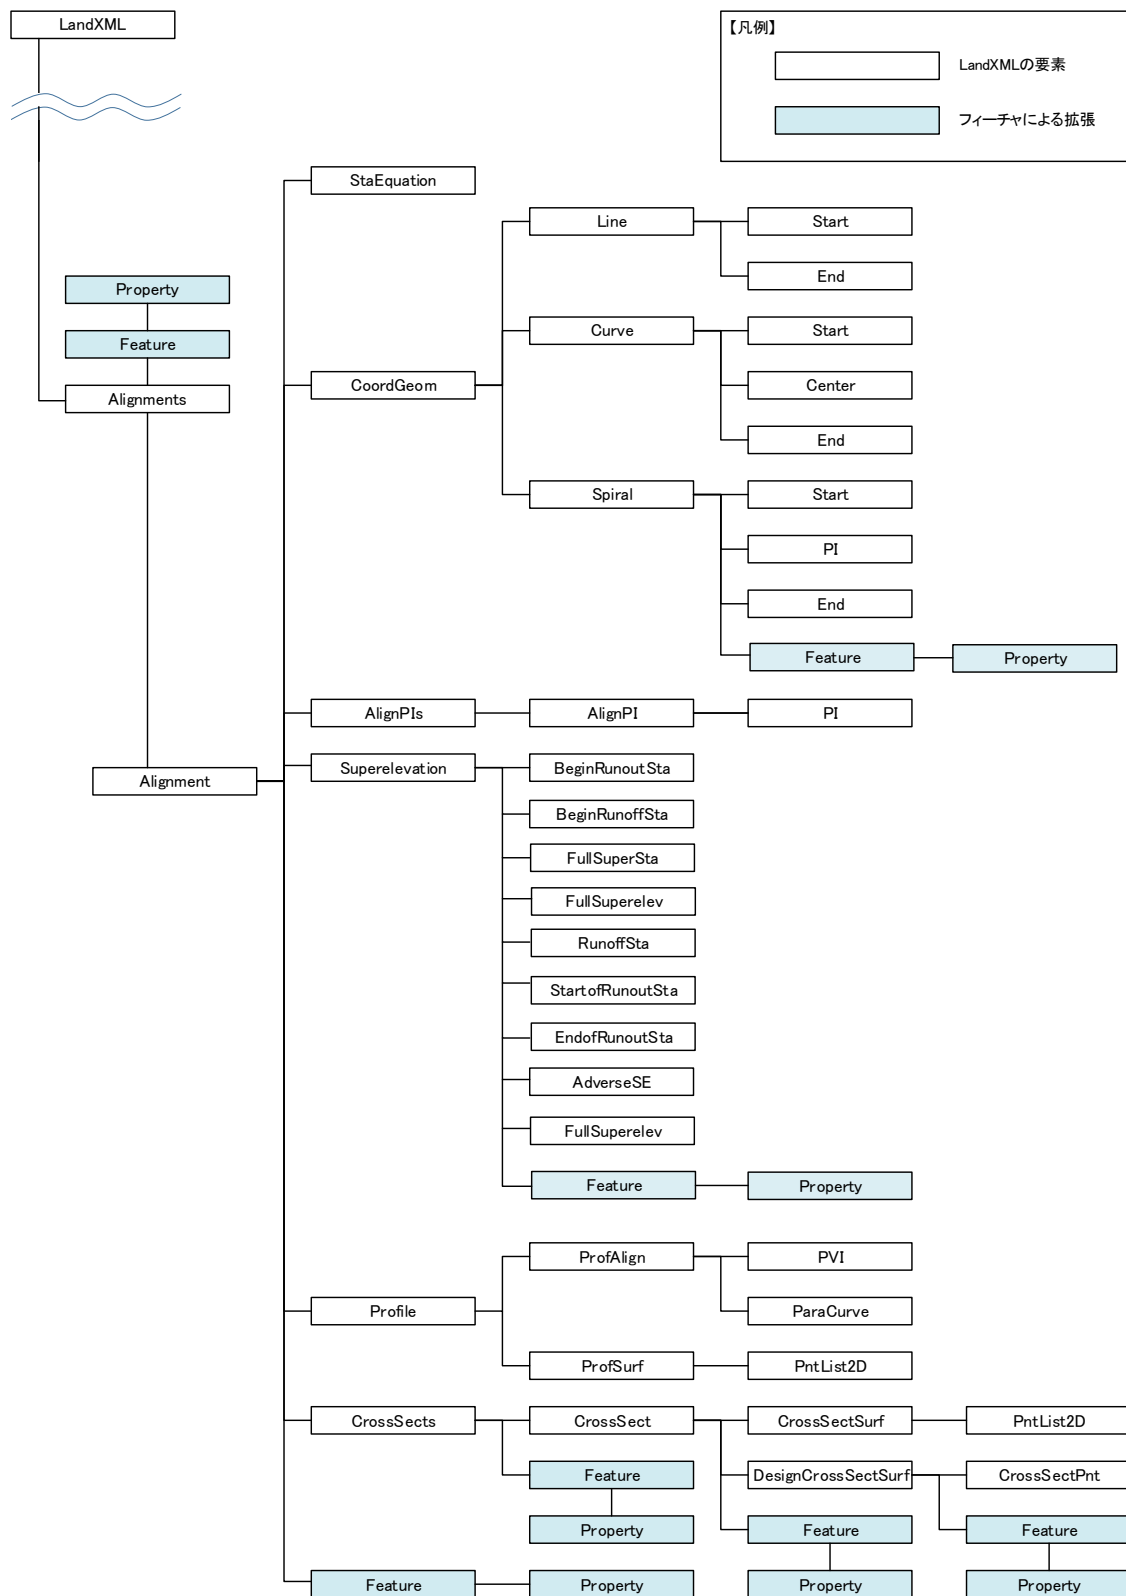 LandXML
【凡例】
LandXMLの要素
フィーチャによる拡張
StaEquation
Line
Start
End
Property
Feature
Alignments
Curve
Start
CoordGeom
Center
End
Spiral
Start
PI
End
Feature
Property
AlignPIs
AlignPI
PI
Alignment
Superelevation
BeginRunoutSta
BeginRunoffSta
FullSuperSta
FullSuperelev
RunoffSta
StartofRunoutSta
EndofRunoutSta
AdverseSE
FullSuperelev
Feature
Property
ProfAlign
PVI
Profile
ParaCurve
ProfSurf
PntList2D
CrossSects
CrossSect
CrossSectSurf
PntList2D
Feature
DesignCrossSectSurf
CrossSectPnt
Property
Feature
Feature
Feature
Property
Property
Property